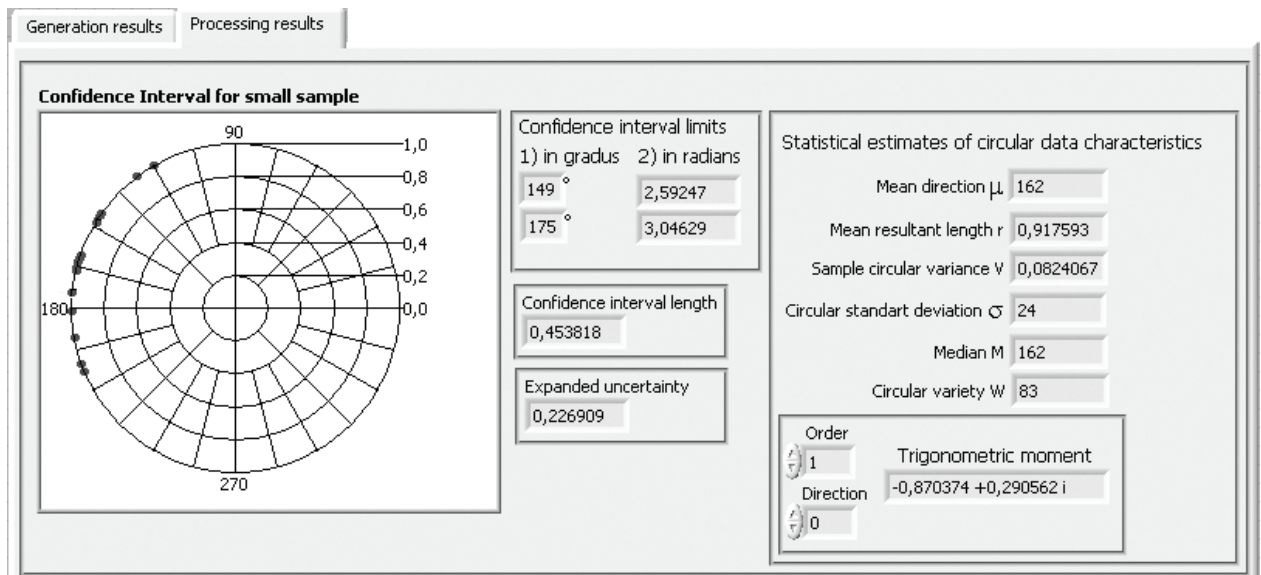 Generation results
Processing results
Confidence Interval for small sample
90
1,0
0,8
0,6
0,4
0,2
180
0,0
270
Confidence interval limits
1) in gradus 2) in radians
149 ° 2,59247
175 ° 3,04629
Confidence interval length
0,453818
Expanded uncertainty
0,226909
Statistical estimates of circular data characteristics
Mean direction μ 162
Mean resultant length r 0,917593
Sample circular variance V 0,0824067
Circular standart deviation σ 24
Median M 162
Circular variety W 83
Order
1
Direction
0
Trigonometric moment
-0,870374 +0,290562 i